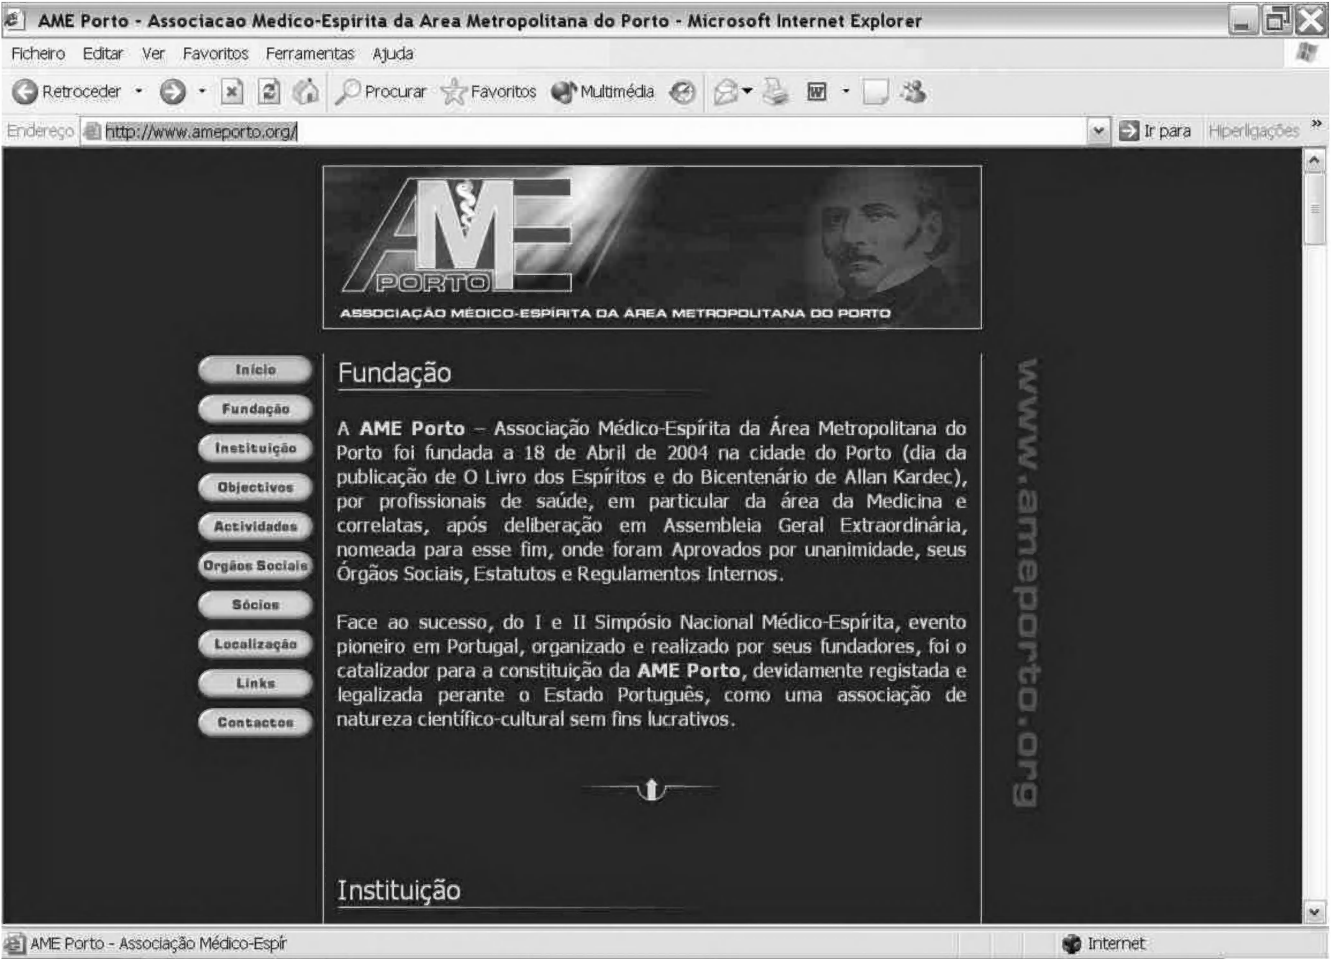 AME Porto - Associacao Medico-Espirita da Area Metropolitana do Porto - Microsoft Internet Explorer
Ficheiro Editar Ver Favoritos Ferramentas Ajuda
Retroceder Procurar Favoritos Multimédia
Endereço http://www.ameporto.org/ Ir para Hiperligações »
AME
PORTO
ASSOCIAÇÃO MÉDICO-ESPÍRITA DA ÁREA METROPOLITANA DO PORTO
Início
Fundação
Instituição
Objectivos
Actividades
Orgãos Sociais
Sócios
Localização
Links
Contactos
Fundação
A AME Porto – Associação Médico-Espírita da Área Metropolitana do
Porto foi fundada a 18 de Abril de 2004 na cidade do Porto (dia da
publicação de O Livro dos Espíritos e do Bicentenário de Allan Kardec),
por profissionais de saúde, em particular da área da Medicina e
correlatas, após deliberação em Assembleia Geral Extraordinária,
nomeada para esse fim, onde foram Aprovados por unanimidade, seus
Órgãos Sociais, Estatutos e Regulamentos Internos.
Face ao sucesso, do I e II Simpósio Nacional Médico-Espírita, evento
pioneiro em Portugal, organizado e realizado por seus fundadores, foi o
catalizador para a constituição da AME Porto, devidamente registada e
legalizada perante o Estado Português, como uma associação de
natureza científico-cultural sem fins lucrativos.
Instituição
www.ameporto.org
AME Porto - Associação Médico-Espír Internet